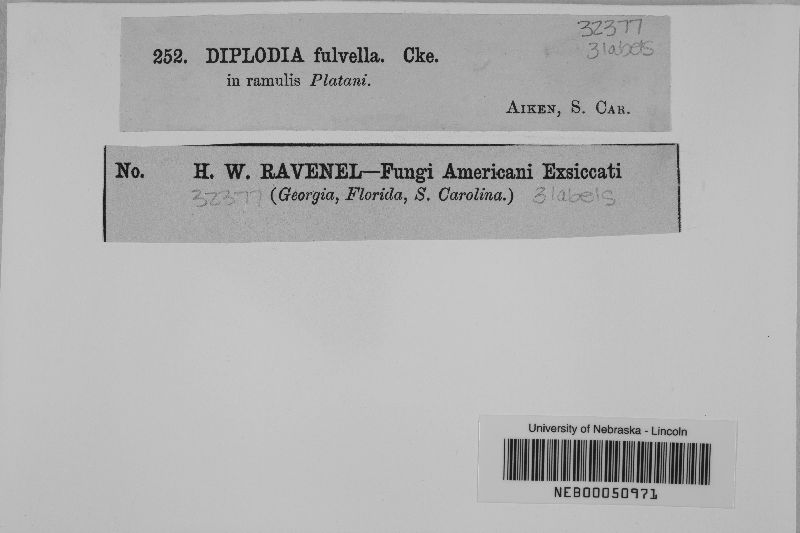 32377
3 labels
252. DIPLODIA fulvella. Cke.
in ramulis Platani.
AIKEN, S. CAR.
No. H. W. RAVENEL—Fungi Americani Exsiccati
32377 (Georgia, Florida, S. Carolina.) 3 labels
University of Nebraska - Lincoln
NEB00050971